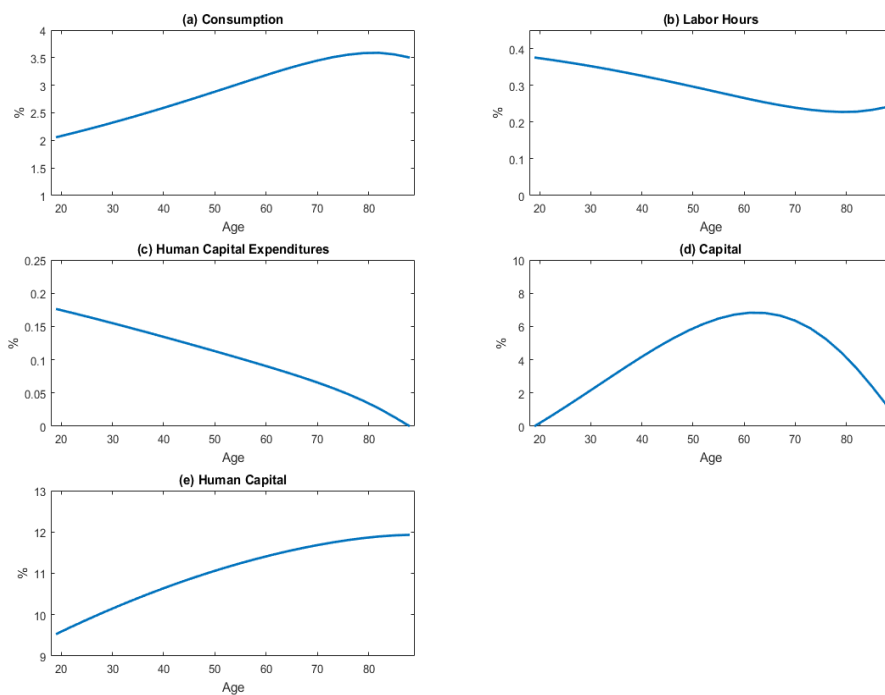 (a) Consumption
4
3.5
3
2.5
2
1.5
1
%
20 30 40 50 60 70 80
Age
(b) Labor Hours
0.4
0.3
0.2
0.1
0
%
20 30 40 50 60 70 80
Age
(c) Human Capital Expenditures
0.25
0.2
0.15
0.1
0.05
0
%
20 30 40 50 60 70 80
Age
(d) Capital
10
8
6
4
2
0
%
20 30 40 50 60 70 80
Age
(e) Human Capital
13
12
11
10
9
%
20 30 40 50 60 70 80
Age